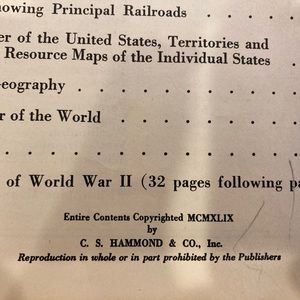 howing Principal Railroads . .
er of the United States, Territories and
Resource Maps of the Individual States
eography . . . . . .
r of the World . . . . .
. . . . . . . .
of World War II (32 pages following pa
Entire Contents Copyrighted MCMXLIX
by
C. S. HAMMOND & CO., Inc.
Reproduction in whole or in part prohibited by the Publishers